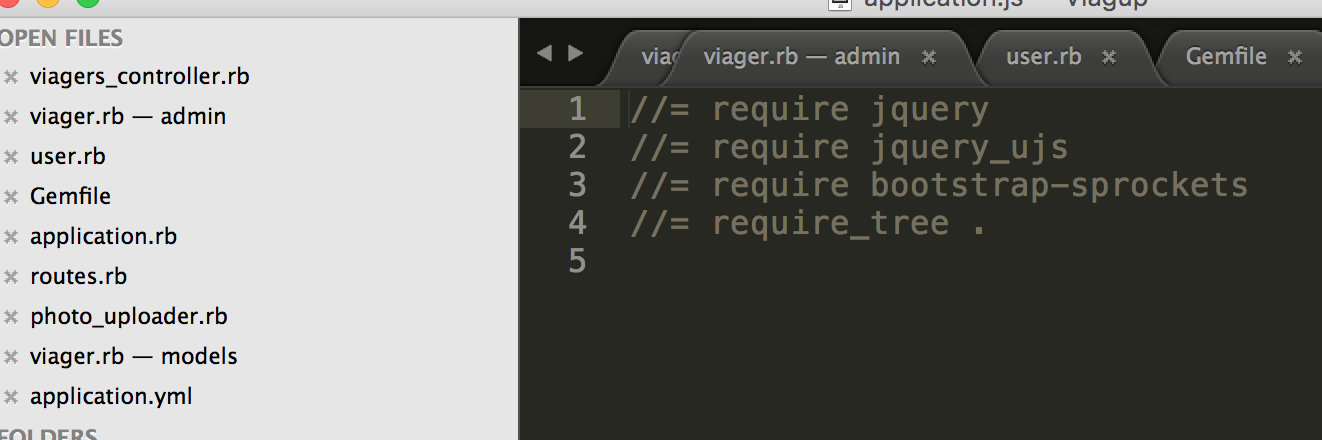 application.js — viagup
OPEN FILES
viagers_controller.rb
viager.rb — admin
user.rb
Gemfile
application.rb
routes.rb
photo_uploader.rb
viager.rb — models
application.yml
FOLDERS
viager.rb — admin
user.rb
Gemfile
1 //= require jquery
2 //= require jquery_ujs
3 //= require bootstrap-sprockets
4 //= require_tree .
5